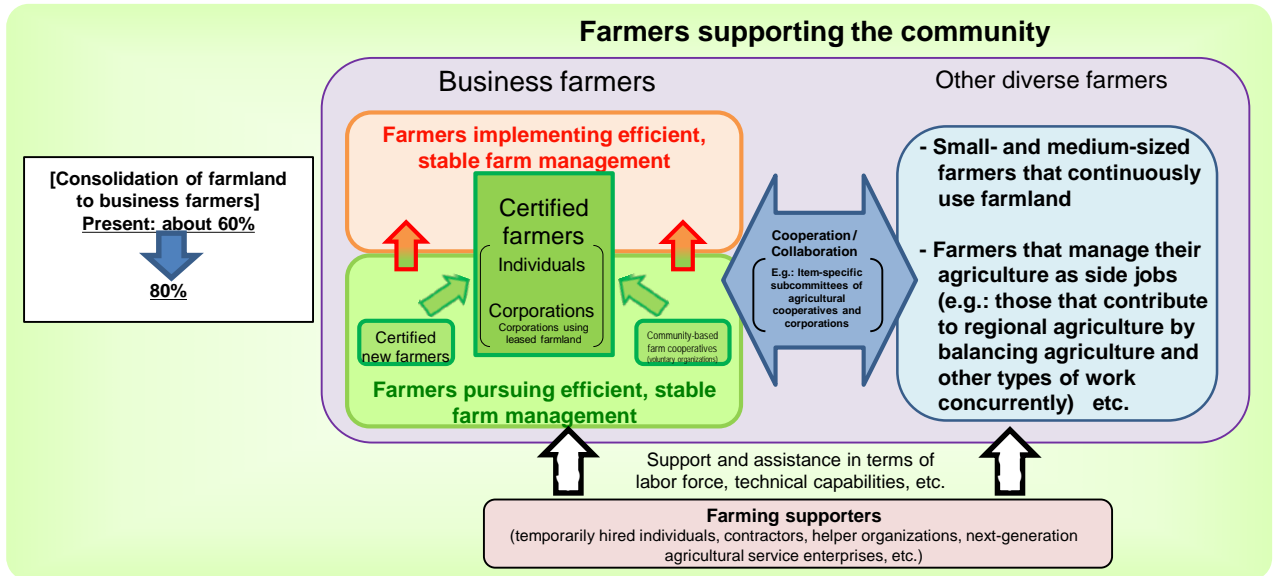 Farmers supporting the community
Business farmers
Other diverse farmers
[Consolidation of farmland
to business farmers]
Present: about 60%
80%
Farmers implementing efficient,
stable farm management
Certified
farmers
Individuals
Corporations
Corporations using
leased farmland
Certified
new farmers
Community-based
farm cooperatives
(voluntary organizations)
Farmers pursuing efficient, stable
farm management
Cooperation /
Collaboration
E.g.: Item-specific
subcommittees of
agricultural
cooperatives and
corporations
- Small- and medium-sized
farmers that continuously
use farmland
- Farmers that manage their
agriculture as side jobs
(e.g.: those that contribute
to regional agriculture by
balancing agriculture and
other types of work
concurrently) etc.
Support and assistance in terms of
labor force, technical capabilities, etc.
Farming supporters
(temporarily hired individuals, contractors, helper organizations, next-generation
agricultural service enterprises, etc.)